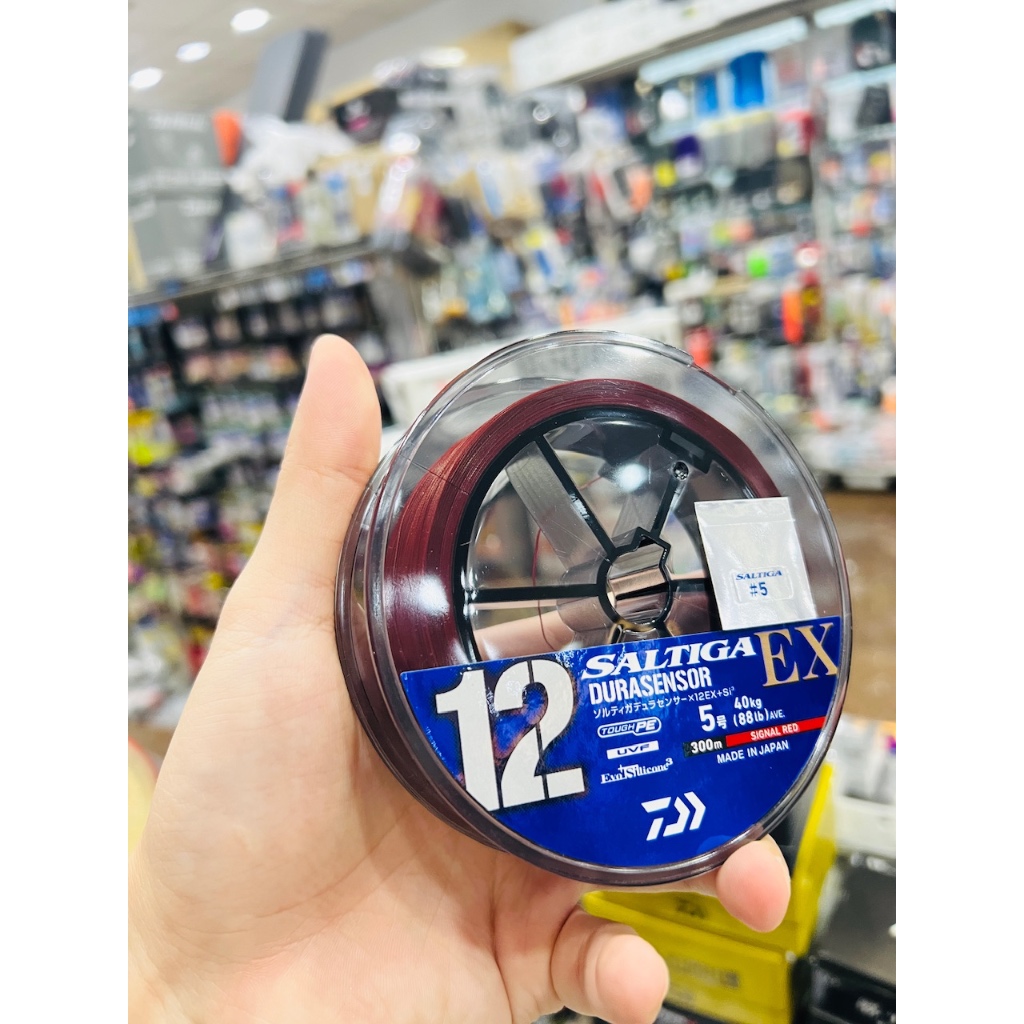 SALTIGA
#5
12
SALTIGA EX
DURASENSOR
ソルティガデュラセンサー×12EX+Si³
TOUGH PE
UVF
Evo Silicone³
5号 40kg (88lb)AVE.
300m SIGNAL RED
MADE IN JAPAN